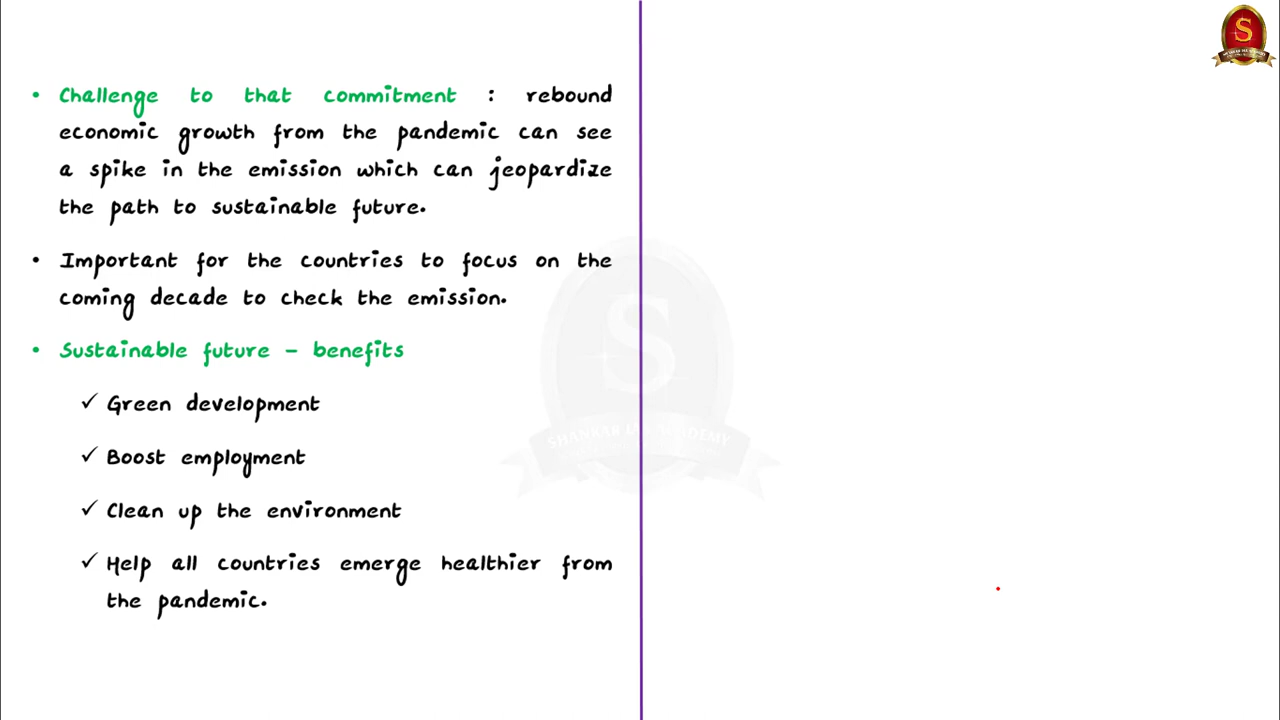 • Challenge to that commitment : rebound
economic growth from the pandemic can see
a spike in the emission which can jeopardize
the path to sustainable future.
• Important for the countries to focus on the
coming decade to check the emission.
• Sustainable future – benefits
✓ Green development
✓ Boost employment
✓ Clean up the environment
✓ Help all countries emerge healthier from
the pandemic.
S
S
SHANKAR IAS ACADEMY